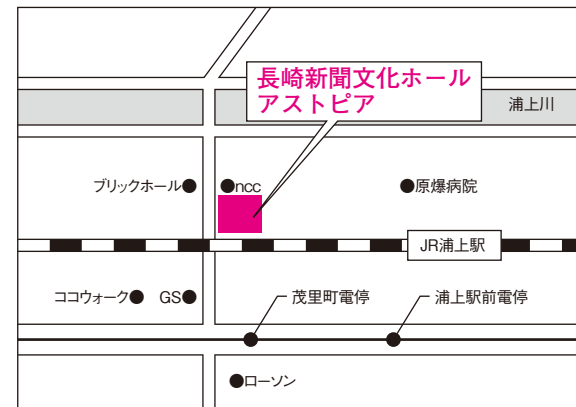 長崎新聞文化ホール
アストピア
浦上川
ブリックホール
ncc
原爆病院
JR浦上駅
ココウォーク
GS
茂里町電停
浦上駅前電停
ローソン